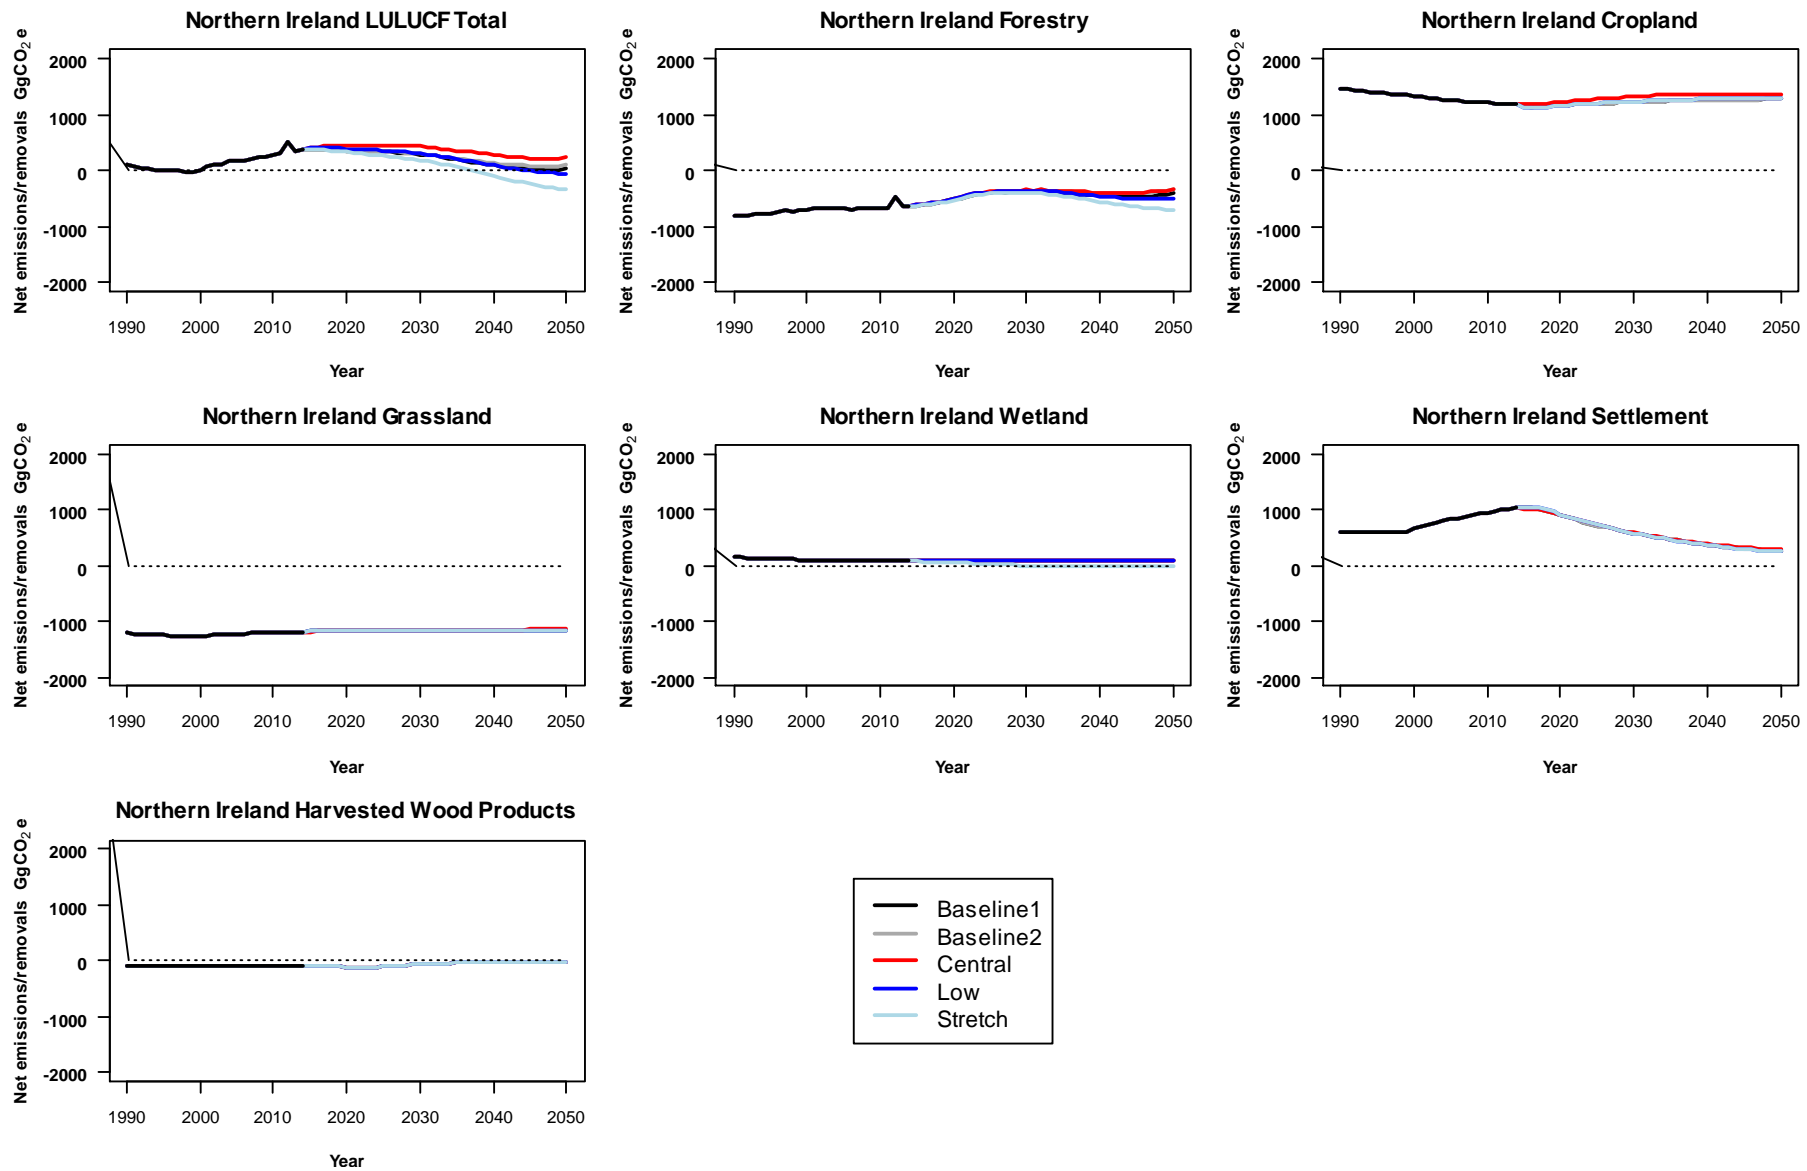 Northern Ireland LULUCF Total
Net emissions/removals GgCO₂e
2000
1000
0
-1000
-2000
1990 2000 2010 2020 2030 2040 2050
Year
Northern Ireland Forestry
Net emissions/removals GgCO₂e
2000
1000
0
-1000
-2000
1990 2000 2010 2020 2030 2040 2050
Year
Northern Ireland Cropland
Net emissions/removals GgCO₂e
2000
1000
0
-1000
-2000
1990 2000 2010 2020 2030 2040 2050
Year
Northern Ireland Grassland
Net emissions/removals GgCO₂e
2000
1000
0
-1000
-2000
1990 2000 2010 2020 2030 2040 2050
Year
Northern Ireland Wetland
Net emissions/removals GgCO₂e
2000
1000
0
-1000
-2000
1990 2000 2010 2020 2030 2040 2050
Year
Northern Ireland Settlement
Net emissions/removals GgCO₂e
2000
1000
0
-1000
-2000
1990 2000 2010 2020 2030 2040 2050
Year
Northern Ireland Harvested Wood Products
Net emissions/removals GgCO₂e
2000
1000
0
-1000
-2000
1990 2000 2010 2020 2030 2040 2050
Year
Baseline1
Baseline2
Central
Low
Stretch